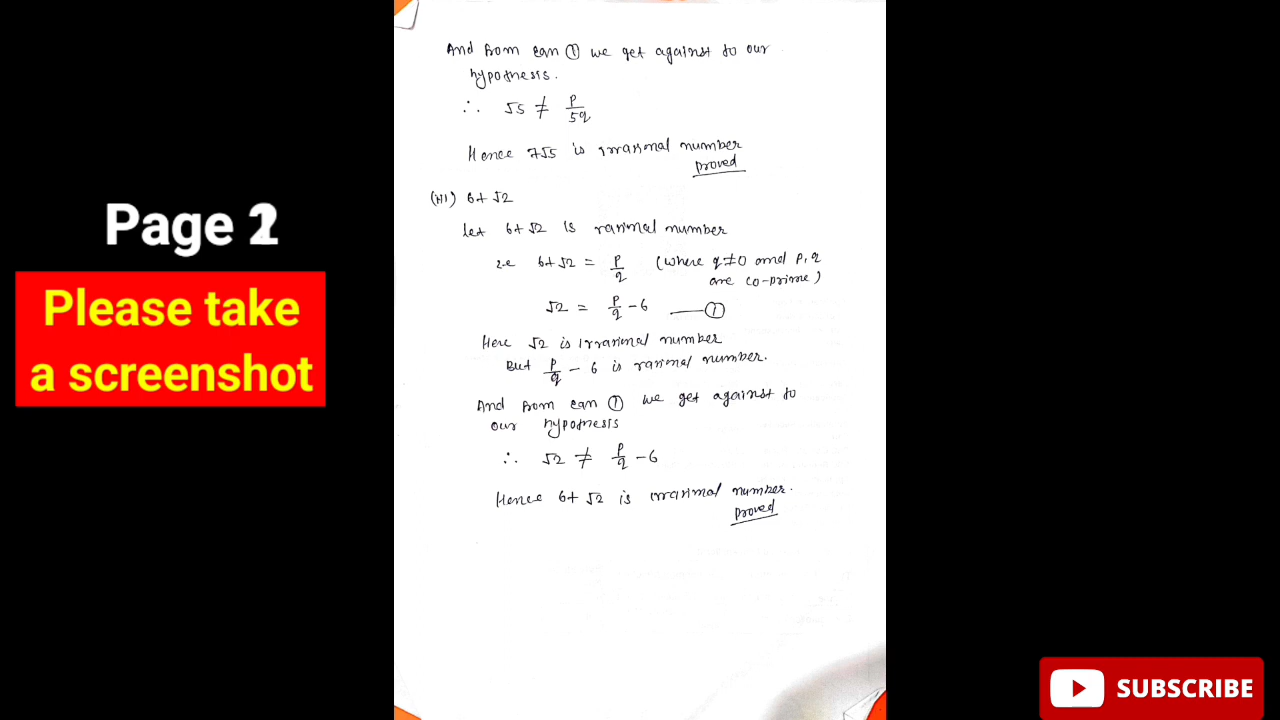 And from eqn ① we get against to our
hypothesis.
∴ √5 ≠ p/5q
Hence 7√5 is irrational number
proved
(iii) 6+√2
let 6+√2 is rational number
i.e 6+√2 = p/q (where q≠0 and p,q
are co-prime)
√2 = p/q - 6 —— ①
Here √2 is irrational number
But p/q - 6 is rational number.
And from eqn ① we get against to
our hypothesis
∴ √2 ≠ p/q - 6
Hence 6+√2 is irrational number.
proved
Page
Please take
a screenshot
SUBSCRIBE